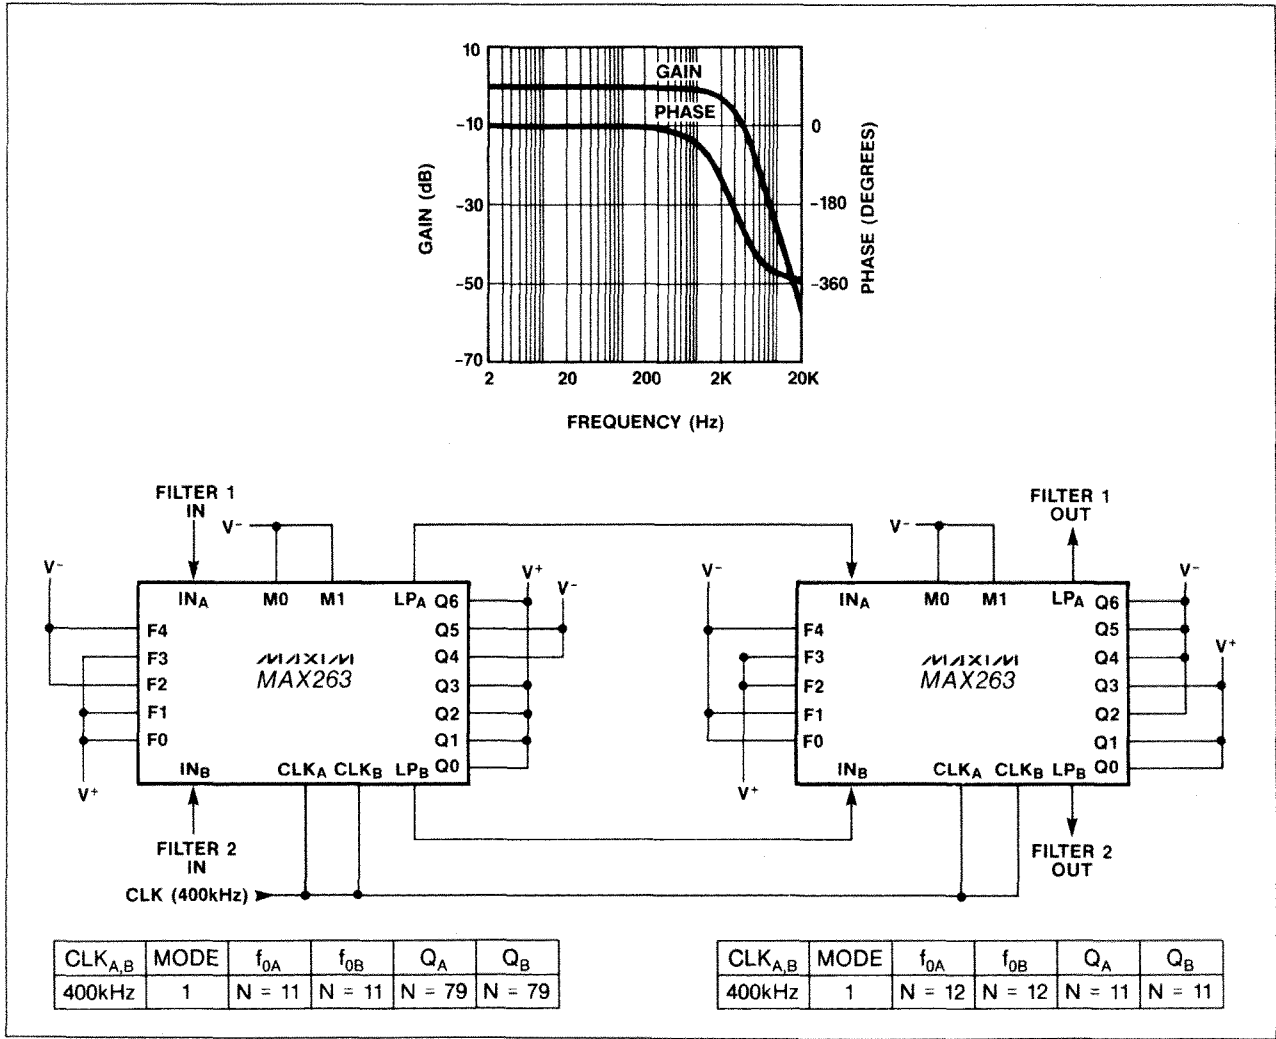 10
-10
-30
-50
-70
GAIN (dB)
GAIN
PHASE
0
-180
-360
PHASE (DEGREES)
2 20 200 2K 20K
FREQUENCY (Hz)
FILTER 1
IN
V-
V-
INA M0 M1 LPA
F4
F3
F2
F1
F0
V+
MAXIM
MAX263
Q6
Q5
Q4
Q3
Q2
Q1
Q0
V+
V-
INB CLKA CLKB LPB
FILTER 2
IN
CLK (400kHz)
FILTER 1
OUT
V-
V-
INA M0 M1 LPA
F4
F3
F2
F1
F0
V+
MAXIM
MAX263
Q6
Q5
Q4
Q3
Q2
Q1
Q0
V-
V+
INB CLKA CLKB LPB
FILTER 2
OUT
CLKA,B MODE f0A f0B QA QB
400kHz 1 N = 11 N = 11 N = 79 N = 79
CLKA,B MODE f0A f0B QA QB
400kHz 1 N = 12 N = 12 N = 11 N = 11